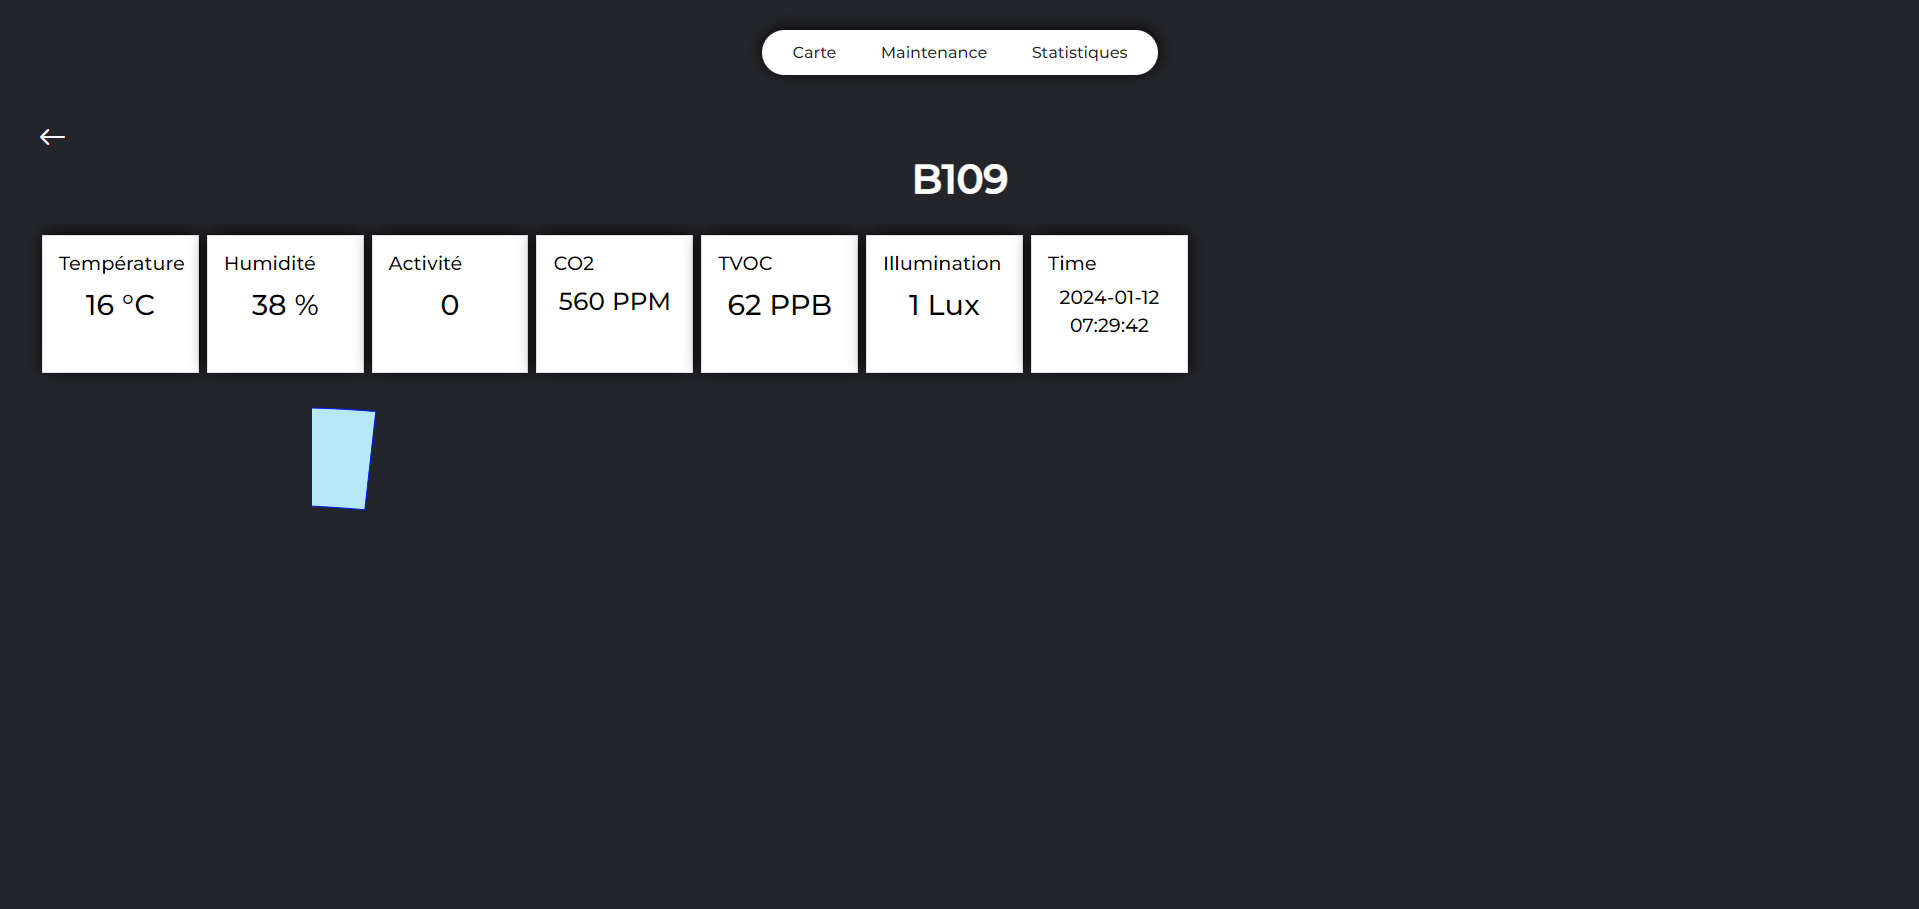 Carte Maintenance Statistiques
B109
Température
16 °C
Humidité
38 %
Activité
0
CO2
560 PPM
TVOC
62 PPB
Illumination
1 Lux
Time
2024-01-12
07:29:42